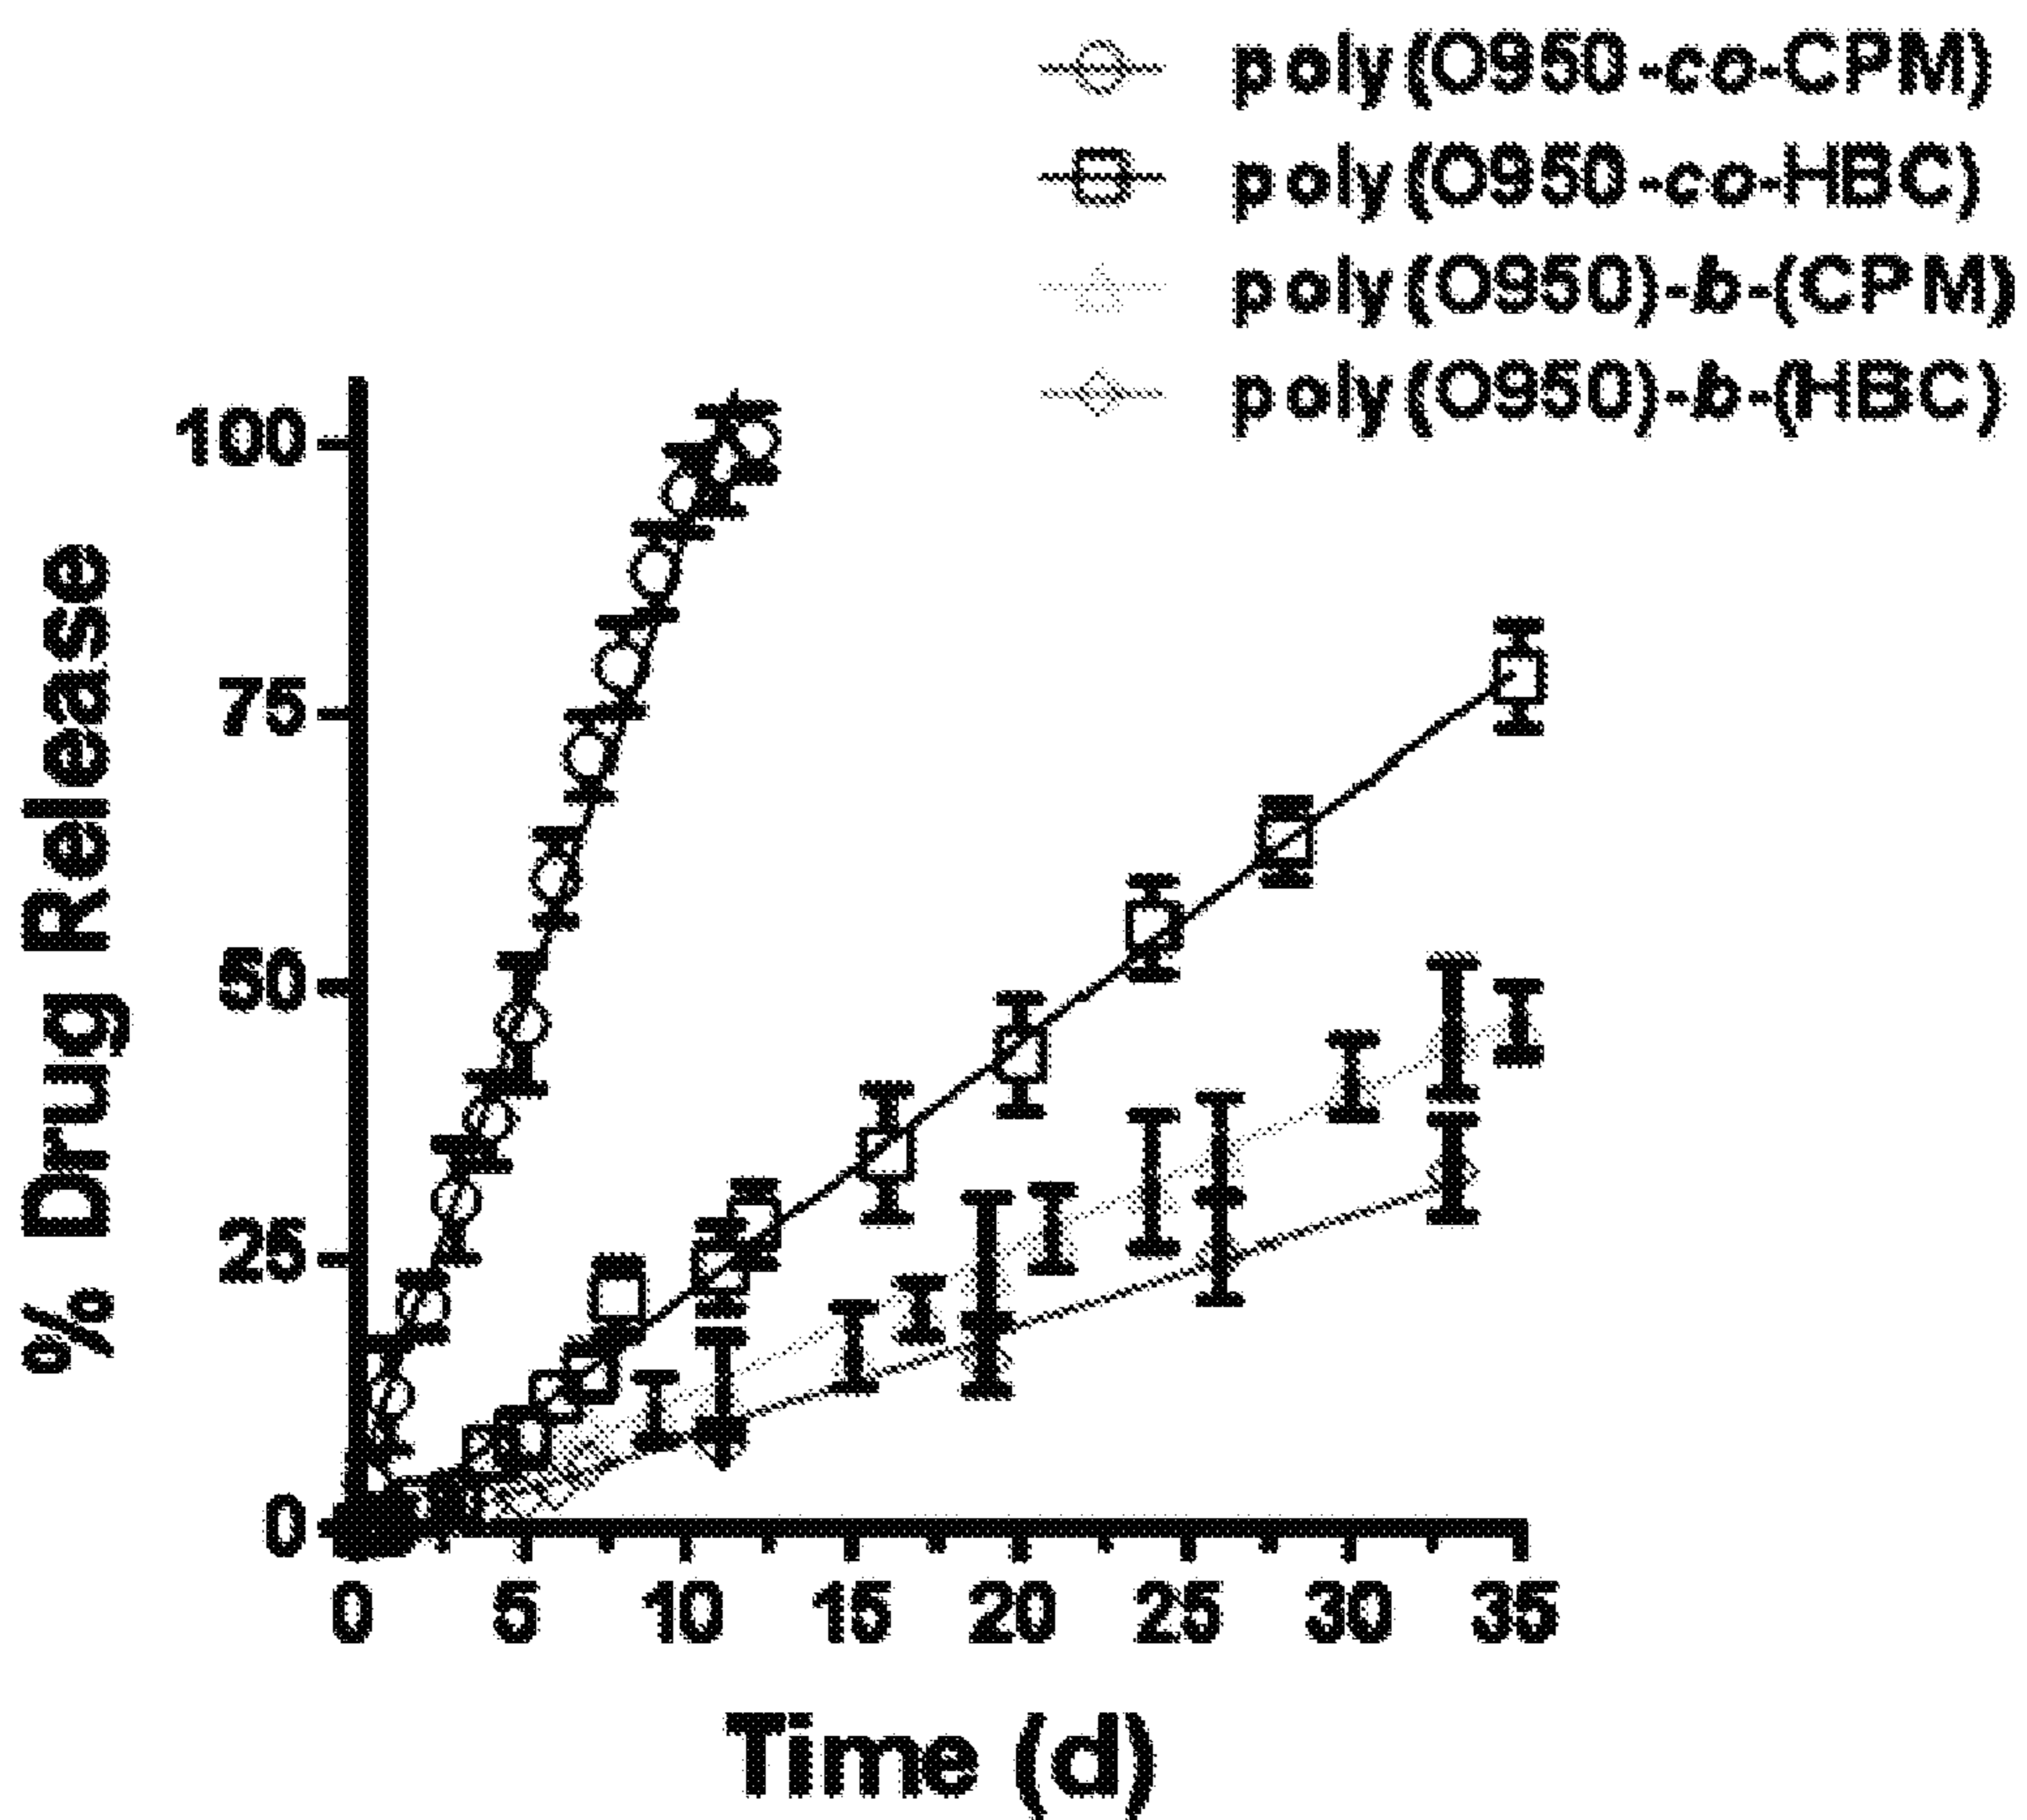 poly(O950-co-CPM)
poly(O950-co-HBC)
poly(O950)-b-(CPM)
poly(O950)-b-(HBC)
100
75
50
25
0
% Drug Release
0 5 10 15 20 25 30 35
Time (d)